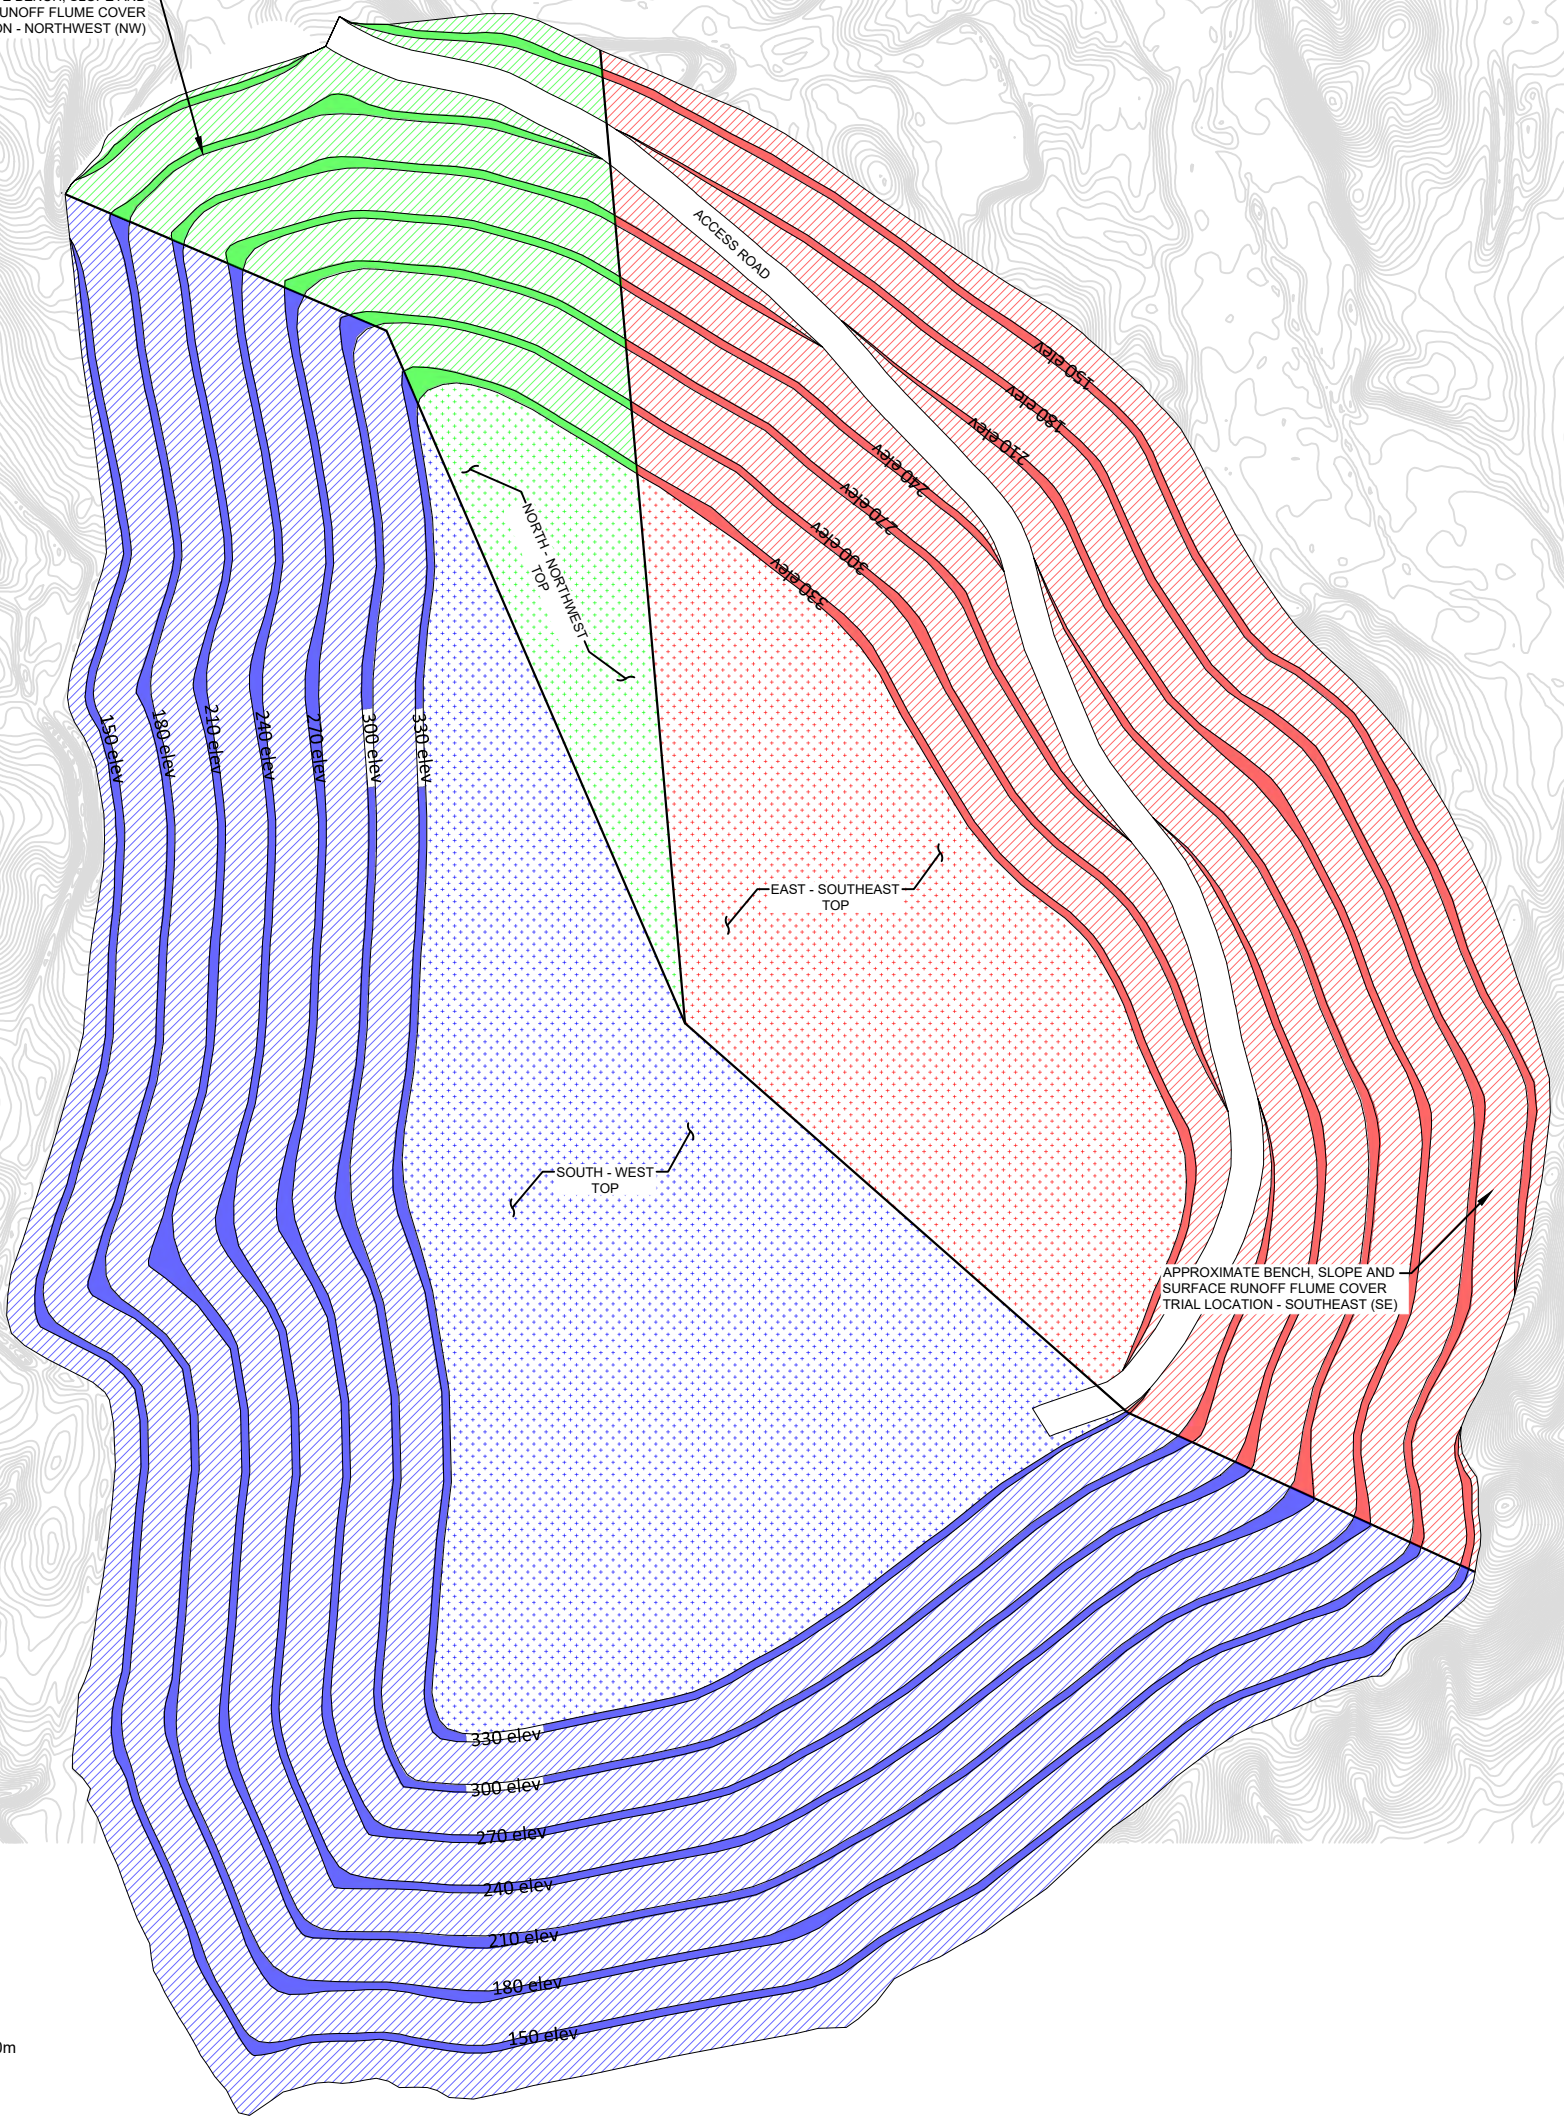 RUNOFF FLUME COVER
ON - NORTHWEST (NW)
ACCESS ROAD
150 elev
180 elev
210 elev
240 elev
270 elev
300 elev
330 elev
NORTH - NORTHWEST
TOP
150 elev
180 elev
210 elev
240 elev
270 elev
300 elev
330 elev
EAST - SOUTHEAST
TOP
SOUTH - WEST
TOP
APPROXIMATE BENCH, SLOPE AND
SURFACE RUNOFF FLUME COVER
TRIAL LOCATION - SOUTHEAST (SE)
330 elev
300 elev
270 elev
240 elev
210 elev
180 elev
150 elev
0m